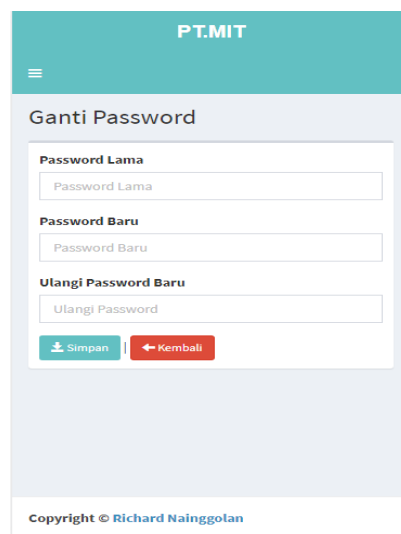 PT.MIT
Ganti Password
Password Lama
Password Lama
Password Baru
Password Baru
Ulangi Password Baru
Ulangi Password
Simpan | Kembali
Copyright © Richard Nainggolan